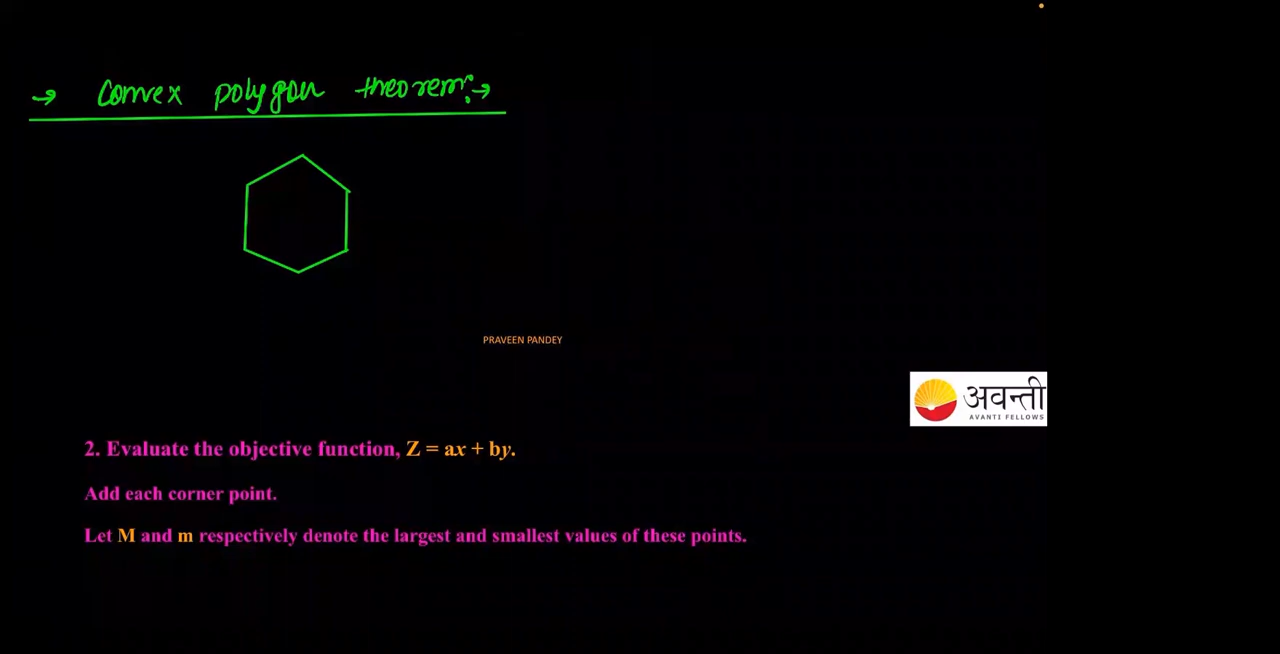 → Convex polygon theorem:→
PRAVEEN PANDEY
अवन्ती
AVANTI FELLOWS
2. Evaluate the objective function, Z = ax + by.
Add each corner point.
Let M and m respectively denote the largest and smallest values of these points.